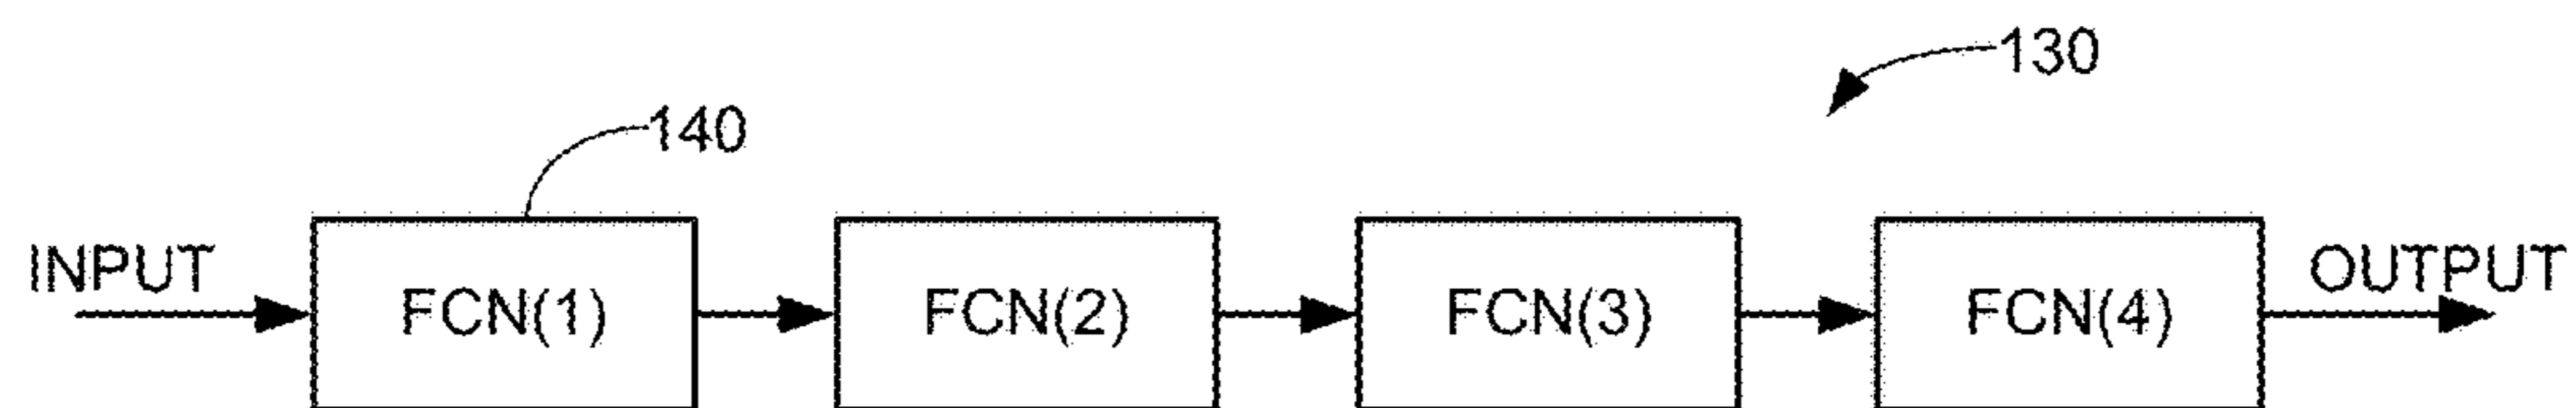 130
140
INPUT
FCN(1)
FCN(2)
FCN(3)
FCN(4)
OUTPUT